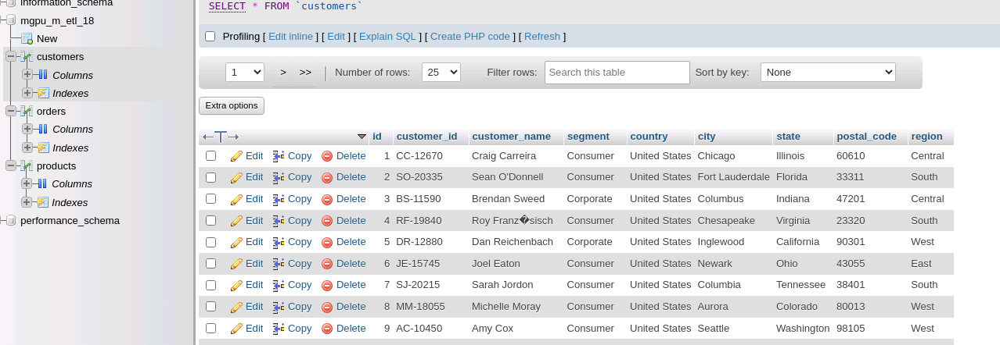 information_schema
mgpu_m_etl_18
New
customers
Columns
Indexes
orders
Columns
Indexes
products
Columns
Indexes
performance_schema
SELECT * FROM `customers`
Profiling [ Edit inline ] [ Edit ] [ Explain SQL ] [ Create PHP code ] [ Refresh ]
1 > >> | Number of rows: 25 Filter rows: Search this table Sort by key: None
Extra options
←T→ id customer_id customer_name segment country city state postal_code region
Edit Copy Delete 1 CC-12670 Craig Carreira Consumer United States Chicago Illinois 60610 Central
Edit Copy Delete 2 SO-20335 Sean O'Donnell Consumer United States Fort Lauderdale Florida 33311 South
Edit Copy Delete 3 BS-11590 Brendan Sweed Corporate United States Columbus Indiana 47201 Central
Edit Copy Delete 4 RF-19840 Roy Franz�sisch Consumer United States Chesapeake Virginia 23320 South
Edit Copy Delete 5 DR-12880 Dan Reichenbach Corporate United States Inglewood California 90301 West
Edit Copy Delete 6 JE-15745 Joel Eaton Consumer United States Newark Ohio 43055 East
Edit Copy Delete 7 SJ-20215 Sarah Jordon Consumer United States Columbia Tennessee 38401 South
Edit Copy Delete 8 MM-18055 Michelle Moray Consumer United States Aurora Colorado 80013 West
Edit Copy Delete 9 AC-10450 Amy Cox Consumer United States Seattle Washington 98105 West